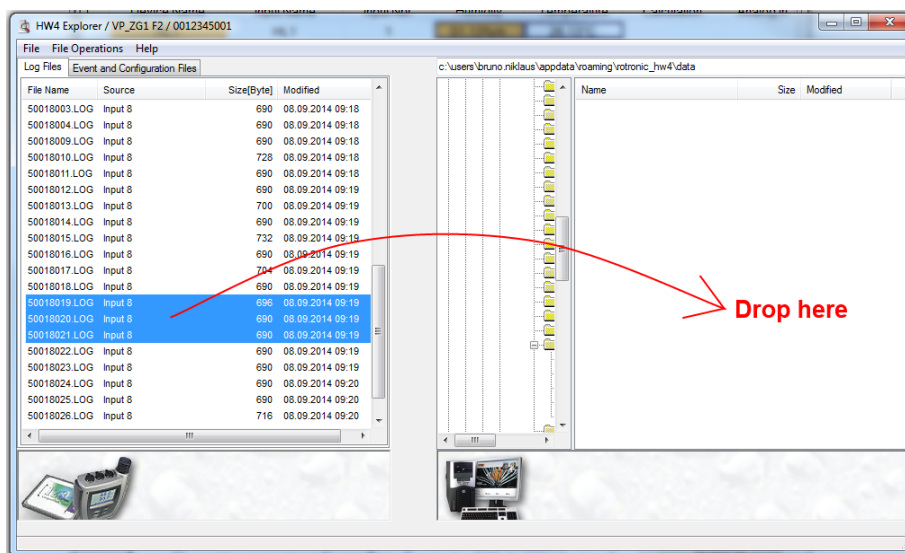 HW4 Explorer / VP_ZG1 F2 / 0012345001
File File Operations Help
Log Files Event and Configuration Files
c:\users\bruno.niklaus\appdata\roaming\rotronic_hw4\data
File Name Source Size[Byte] Modified
Name Size Modified
50018003.LOG Input 8 690 08.09.2014 09:18
50018004.LOG Input 8 690 08.09.2014 09:18
50018009.LOG Input 8 690 08.09.2014 09:18
50018010.LOG Input 8 728 08.09.2014 09:18
50018011.LOG Input 8 690 08.09.2014 09:18
50018012.LOG Input 8 690 08.09.2014 09:19
50018013.LOG Input 8 700 08.09.2014 09:19
50018014.LOG Input 8 690 08.09.2014 09:19
50018015.LOG Input 8 732 08.09.2014 09:19
50018016.LOG Input 8 690 08.09.2014 09:19
50018017.LOG Input 8 704 08.09.2014 09:19
50018018.LOG Input 8 690 08.09.2014 09:19
50018019.LOG Input 8 696 08.09.2014 09:19
50018020.LOG Input 8 690 08.09.2014 09:19
Drop here
50018021.LOG Input 8 690 08.09.2014 09:19
50018022.LOG Input 8 690 08.09.2014 09:19
50018023.LOG Input 8 690 08.09.2014 09:19
50018024.LOG Input 8 690 08.09.2014 09:20
50018025.LOG Input 8 690 08.09.2014 09:20
50018026.LOG Input 8 716 08.09.2014 09:20